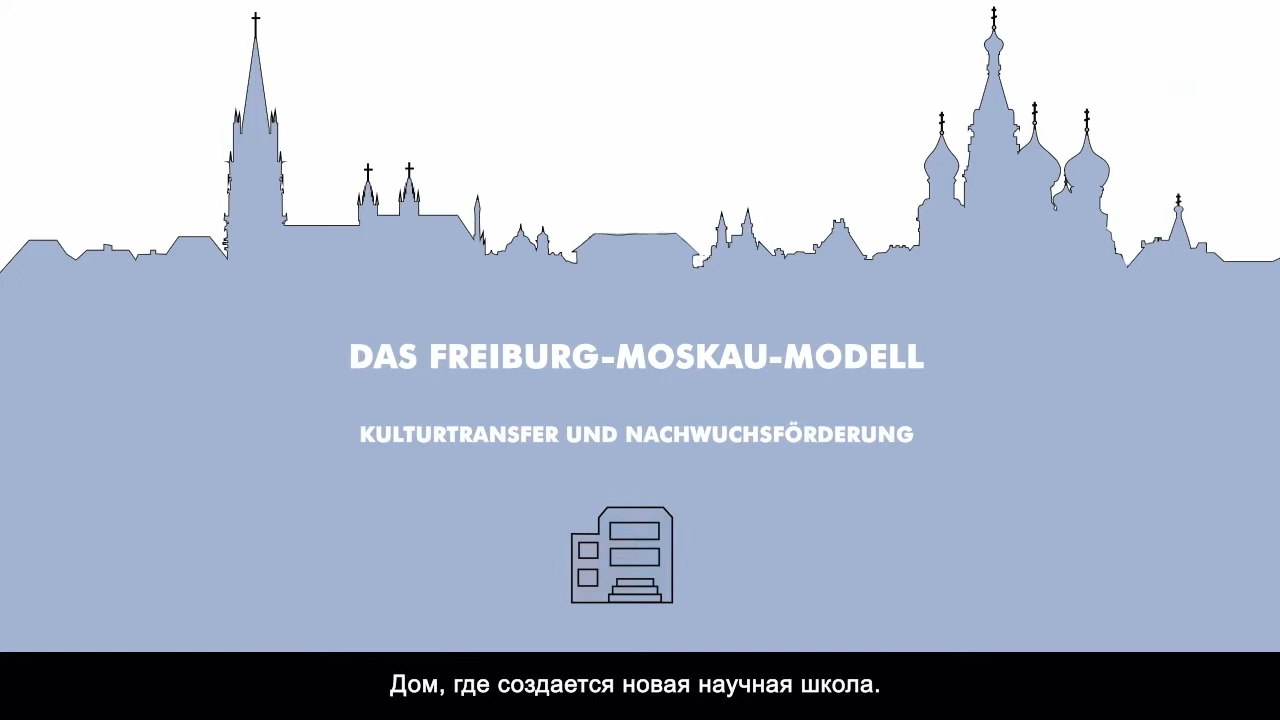 DAS FREIBURG-MOSKAU-MODELL
KULTURTRANSFER UND NACHWUCHSFÖRDERUNG
Дом, где создается новая научная школа.